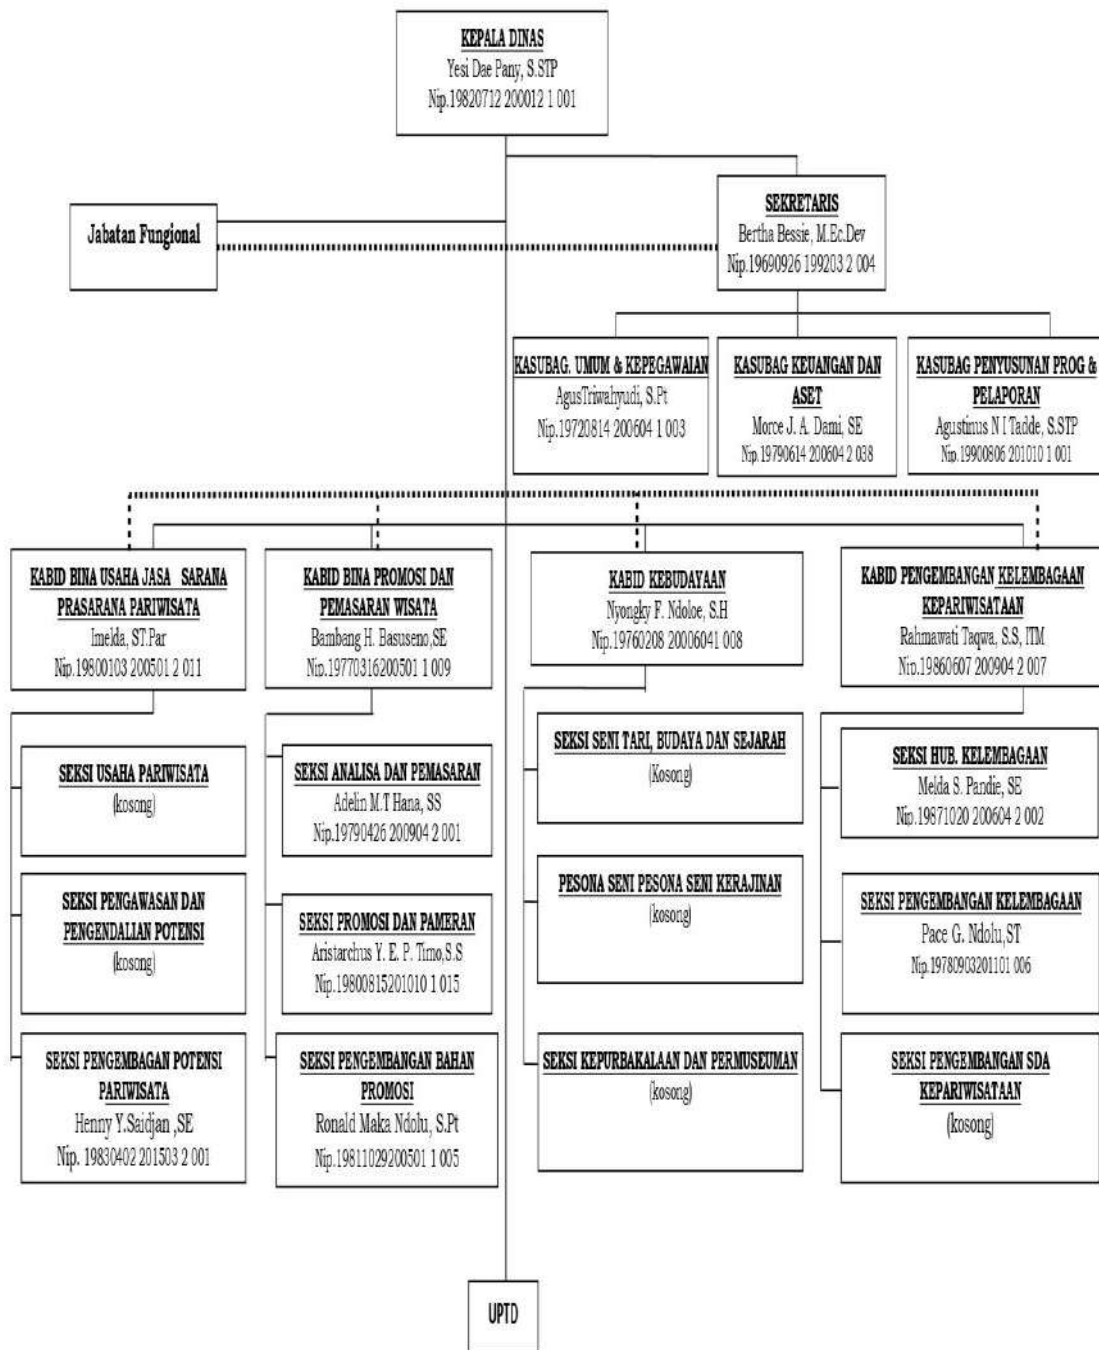 KEPALA DINAS
Yesi Dae Pany, S.STP
Nip.19820712 200012 1 001
Jabatan Fungional
SEKRETARIS
Bertha Bessie, M.Ec.Dev
Nip.19690926 199203 2 004
KASUBAG. UMUM & KEPEGAWAIAN
AgusTriwahyudi, S.Pt
Nip.19720814 200604 1 003
KASUBAG KEUANGAN DAN
ASET
Morce J. A. Dami, SE
Nip.19790614 200604 2 038
KASUBAG PENYUSUNAN PROG &
PELAPORAN
Agustinus N I Tadde, S.STP
Nip.19900806 201010 1 001
KABID BINA USAHA JASA SARANA
PRASARANA PARIWISATA
Imelda, ST.Par
Nip.19800103 200501 2 011
KABID BINA PROMOSI DAN
PEMASARAN WISATA
Bambang H. Basuseno,SE
Nip.19770316200501 1 009
KABID KEBUDAYAAN
Nyongky F. Ndoloe, S.H
Nip.19760208 20006041 008
KABID PENGEMBANGAN KELEMBAGAAN
KEPARIWISATAAN
Rahmawati Taqwa, S.S, ITM
Nip.19860607 200904 2 007
SEKSI USAHA PARIWISATA
(kosong)
SEKSI ANALISA DAN PEMASARAN
Adelin M.T Hana, SS
Nip.19790426 200904 2 001
SEKSI SENI TARI, BUDAYA DAN SEJARAH
(Kosong)
SEKSI HUB. KELEMBAGAAN
Melda S. Pandie, SE
Nip.19871020 200604 2 002
SEKSI PENGAWASAN DAN
PENGENDALIAN POTENSI
(kosong)
SEKSI PROMOSI DAN PAMERAN
Aristarchus Y. E. P. Timo,S.S
Nip.19800815201010 1 015
PESONA SENI PESONA SENI KERAJINAN
(kosong)
SEKSI PENGEMBANGAN KELEMBAGAAN
Pace G. Ndolu,ST
Nip.19780903201101 006
SEKSI PENGEMBAGAN POTENSI
PARIWISATA
Henny Y.Saidjan ,SE
Nip. 19830402 201503 2 001
SEKSI PENGEMBANGAN BAHAN
PROMOSI
Ronald Maka Ndolu, S.Pt
Nip.19811029200501 1 005
SEKSI KEPURBAKALAAN DAN PERMUSEUMAN
(kosong)
SEKSI PENGEMBANGAN SDA
KEPARIWISATAAN
(kosong)
UPTD